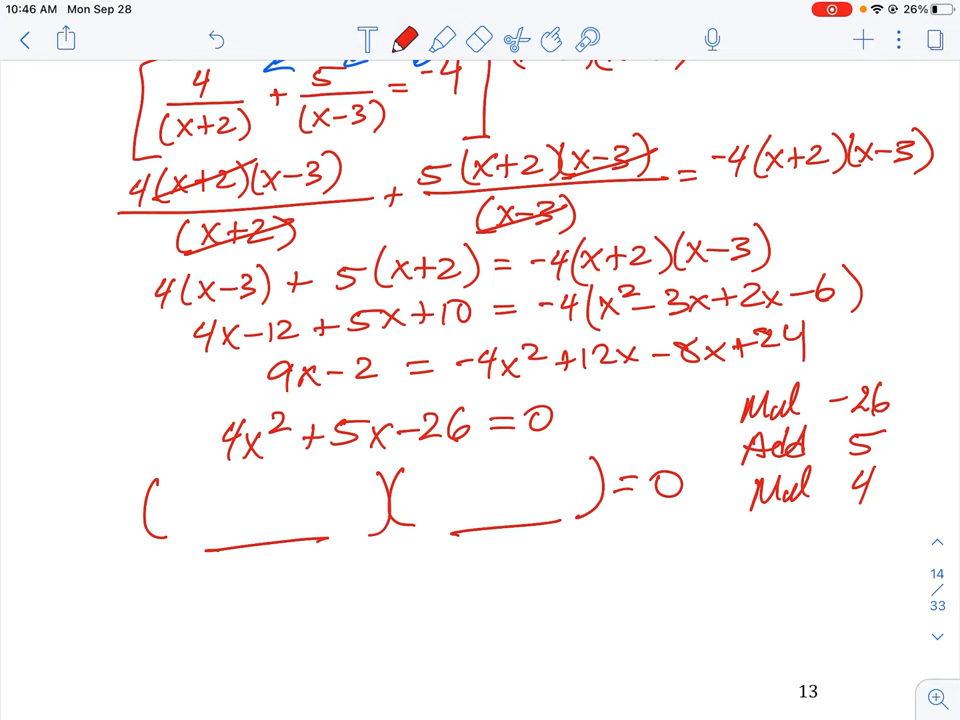 10:46 AM Mon Sep 28
26%
T
4/(x+2) + 5/(x-3) = -4
4(x+2)(x-3)/(x+2) + 5(x+2)(x-3)/(x-3) = -4(x+2)(x-3)
4(x-3) + 5(x+2) = -4(x+2)(x-3)
4x-12+5x+10 = -4(x²-3x+2x-6)
9x-2 = -4x²+12x-8x+24
4x²+5x-26=0
( )( )=0
Mul -26
Add 5
Mul 4
14
/
33
13